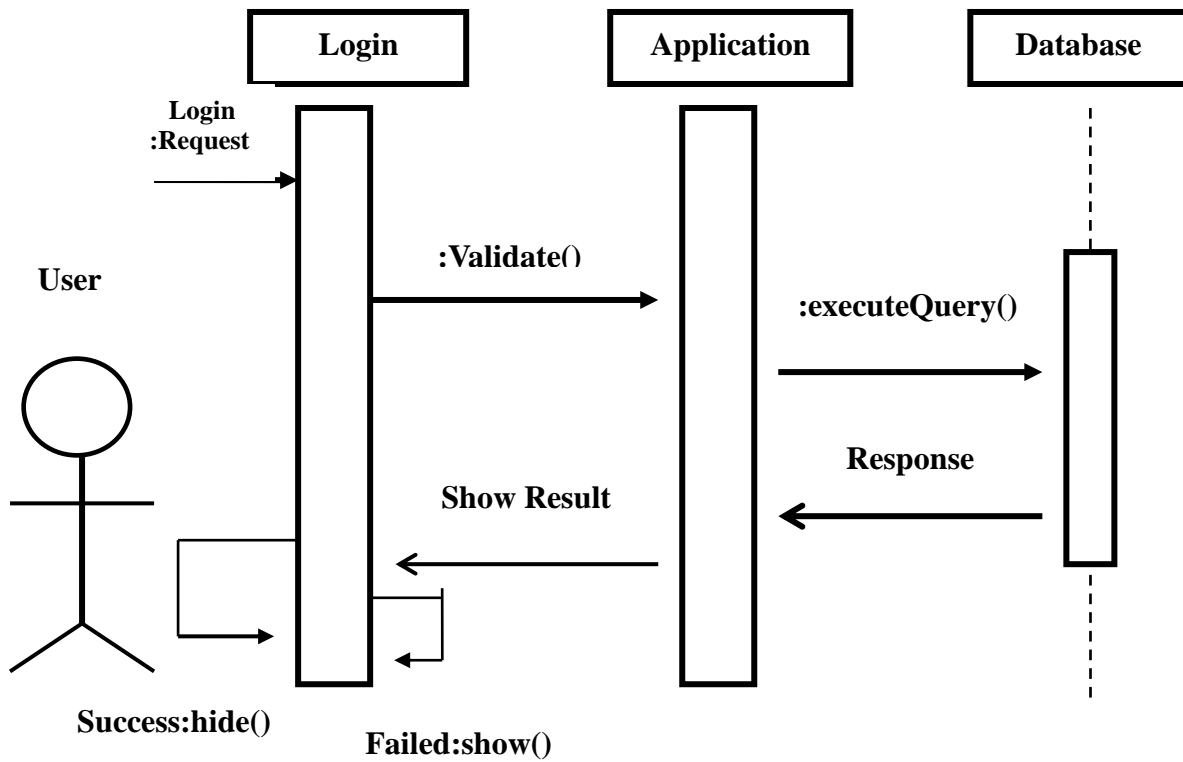 Login
Application
Database
Login
:Request
:Validate()
User
:executeQuery()
Response
Show Result
Success:hide()
Failed:show()